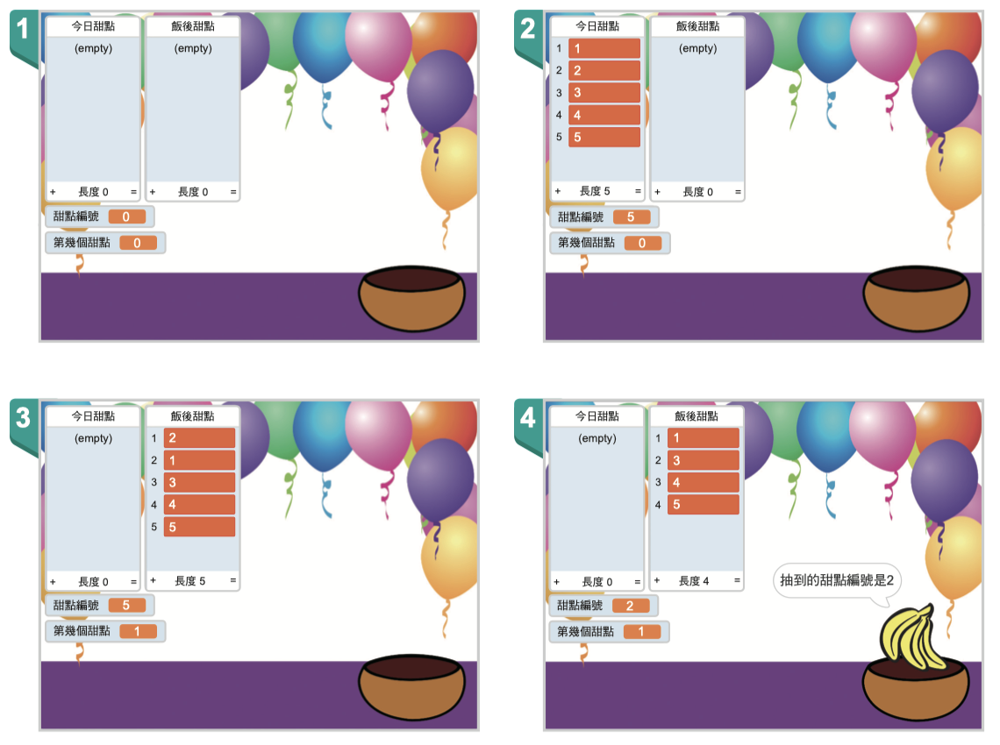 1
今日甜點
(empty)
+ 長度 0 =
飯後甜點
(empty)
+ 長度 0 =
甜點編號 0
第幾個甜點 0
2
今日甜點
1 1
2 2
3 3
4 4
5 5
+ 長度 5 =
飯後甜點
(empty)
+ 長度 0 =
甜點編號 5
第幾個甜點 0
3
今日甜點
(empty)
+ 長度 0 =
飯後甜點
1 2
2 1
3 3
4 4
5 5
+ 長度 5 =
甜點編號 5
第幾個甜點 1
4
今日甜點
(empty)
+ 長度 0 =
飯後甜點
1 1
2 3
3 4
4 5
+ 長度 4 =
甜點編號 2
第幾個甜點 1
抽到的甜點編號是2